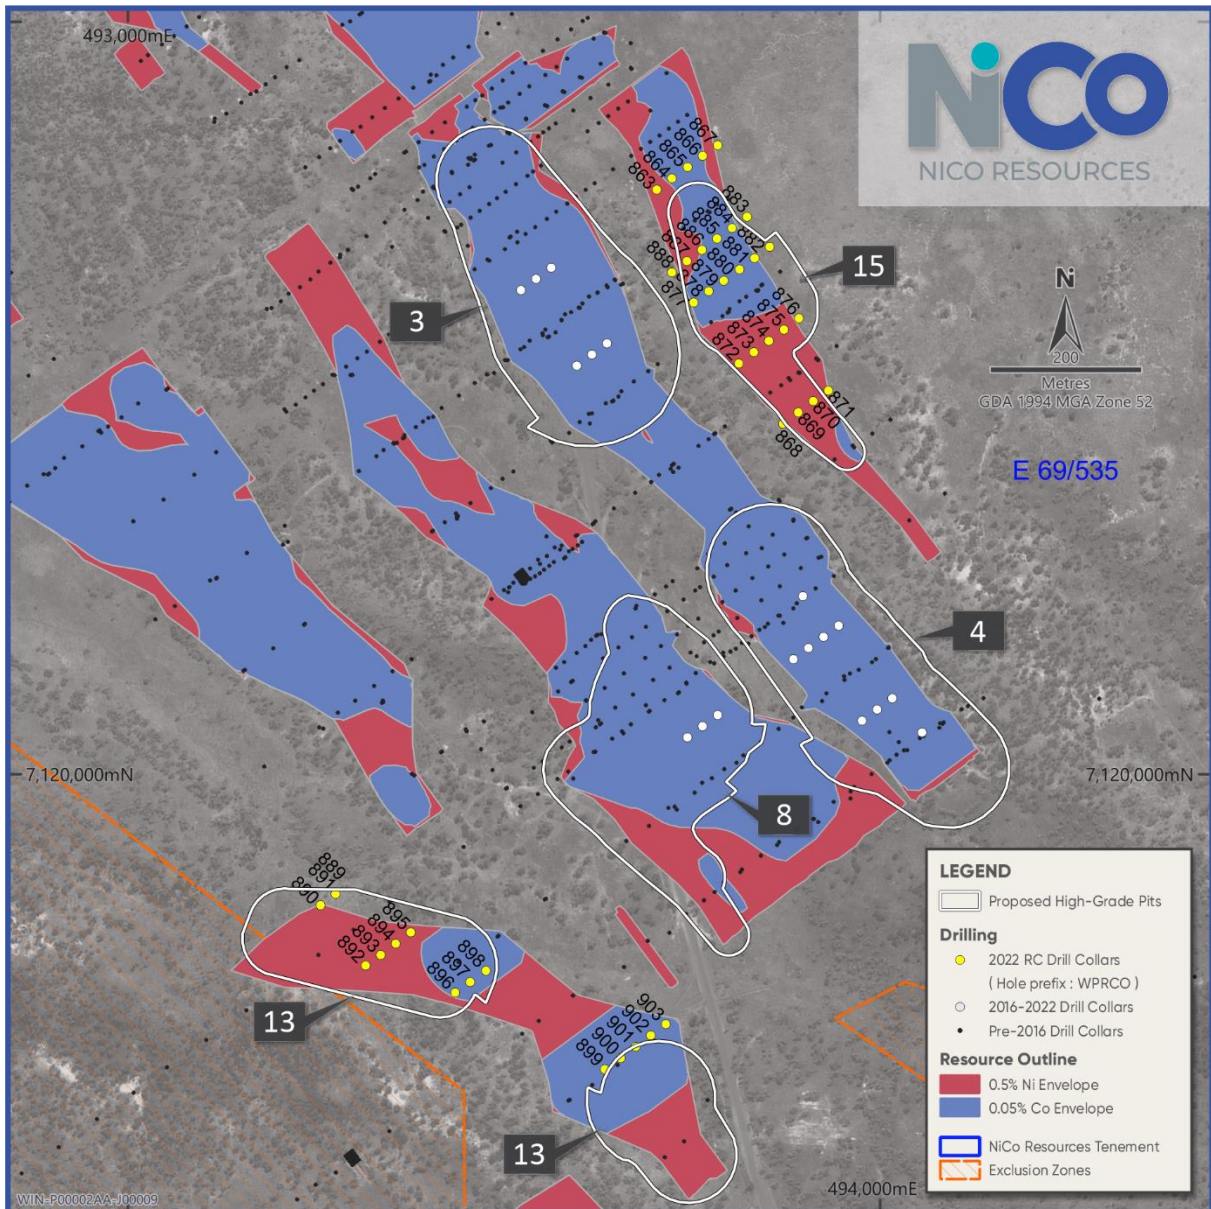 493,000mE
NiCo
NICO RESOURCES
867
866
865
864
863
883
884
885
886
887
888
882
881
880
879
878
877
15
3
N
200
Metres
GDA 1994 MGA Zone 52
876
875
874
873
872
871
870
869
868
E 69/535
4
7,120,000mN
7,120,000mN
8
889
891
890
895
894
893
892
898
897
896
13
903
902
901
900
899
13
494,000mE
WIN-P00002AA-J00009
LEGEND
Proposed High-Grade Pits
Drilling
2022 RC Drill Collars
( Hole prefix : WPRCO )
2016-2022 Drill Collars
Pre-2016 Drill Collars
Resource Outline
0.5% Ni Envelope
0.05% Co Envelope
NiCo Resources Tenement
Exclusion Zones